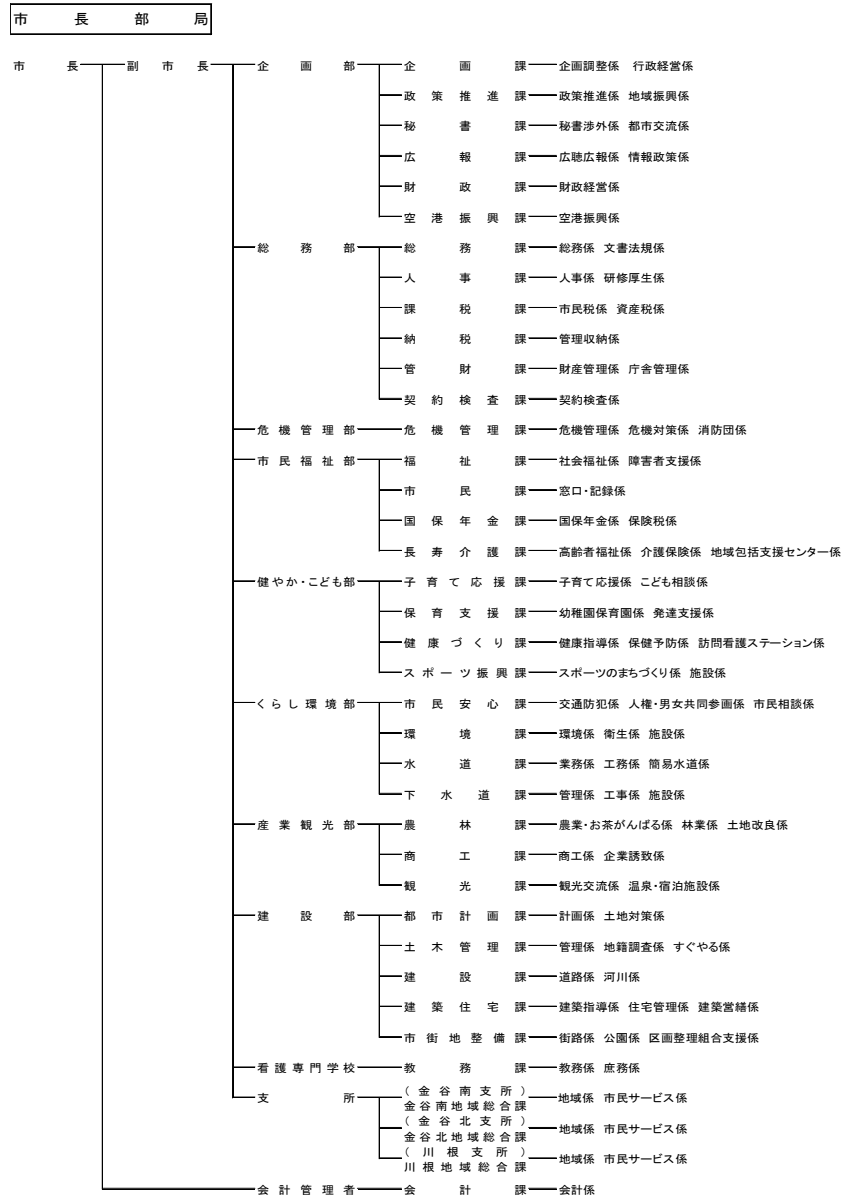 市長部局
市長 副市長 企画部 企画課 企画調整係 行政経営係
政策推進課 政策推進係 地域振興係
秘書課 秘書渉外係 都市交流係
広報課 広聴広報係 情報政策係
財政課 財政経営係
空港振興課 空港振興係
総務部 総務課 総務係 文書法規係
人事課 人事係 研修厚生係
課税課 市民税係 資産税係
納税課 管理収納係
管財課 財産管理係 庁舎管理係
契約検査課 契約検査係
危機管理部 危機管理課 危機管理係 危機対策係 消防団係
市民福祉部 福祉課 社会福祉係 障害者支援係
市民課 窓口・記録係
国保年金課 国保年金係 保険税係
長寿介護課 高齢者福祉係 介護保険係 地域包括支援センター係
健やか・こども部 子育て応援課 子育て応援係 こども相談係
保育支援課 幼稚園保育園係 発達支援係
健康づくり課 健康指導係 保健予防係 訪問看護ステーション係
スポーツ振興課 スポーツのまちづくり係 施設係
くらし環境部 市民安心課 交通防犯係 人権・男女共同参画係 市民相談係
環境課 環境係 衛生係 施設係
水道課 業務係 工務係 簡易水道係
下水道課 管理係 工事係 施設係
産業観光部 農林課 農業・お茶がんばる係 林業係 土地改良係
商工課 商工係 企業誘致係
観光課 観光交流係 温泉・宿泊施設係
建設部 都市計画課 計画係 土地対策係
土木管理課 管理係 地籍調査係 すぐやる係
建設課 道路係 河川係
建築住宅課 建築指導係 住宅管理係 建築営繕係
市街地整備課 街路係 公園係 区画整理組合支援係
看護専門学校 教務課 教務係 庶務係
支所 (金谷南支所) 地域係 市民サービス係
金谷南地域総合課
(金谷北支所) 地域係 市民サービス係
金谷北地域総合課
(川根支所) 地域係 市民サービス係
川根地域総合課
会計管理者 会計課 会計係